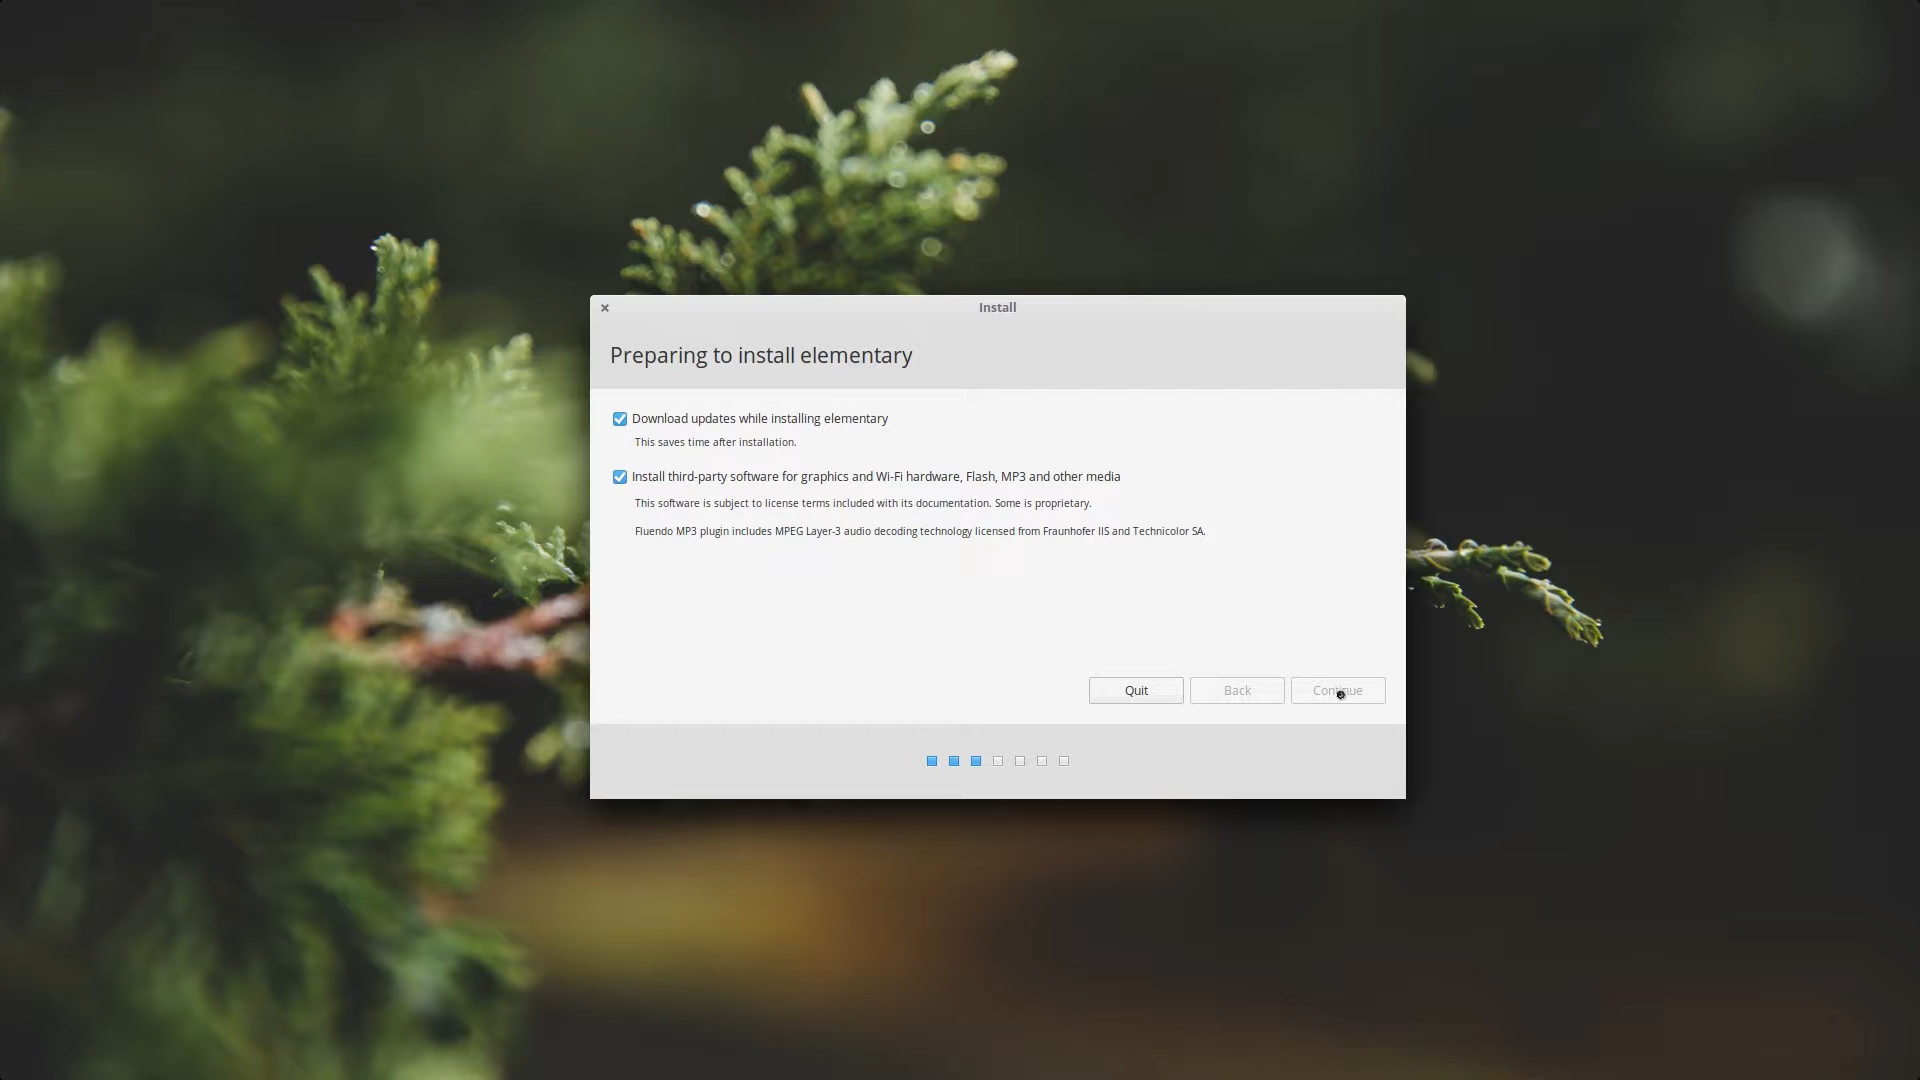 Install
Preparing to install elementary
Download updates while installing elementary
This saves time after installation.
Install third-party software for graphics and Wi-Fi hardware, Flash, MP3 and other media
This software is subject to license terms included with its documentation. Some is proprietary.
Fluendo MP3 plugin includes MPEG Layer-3 audio decoding technology licensed from Fraunhofer IIS and Technicolor SA.
Quit Back Continue